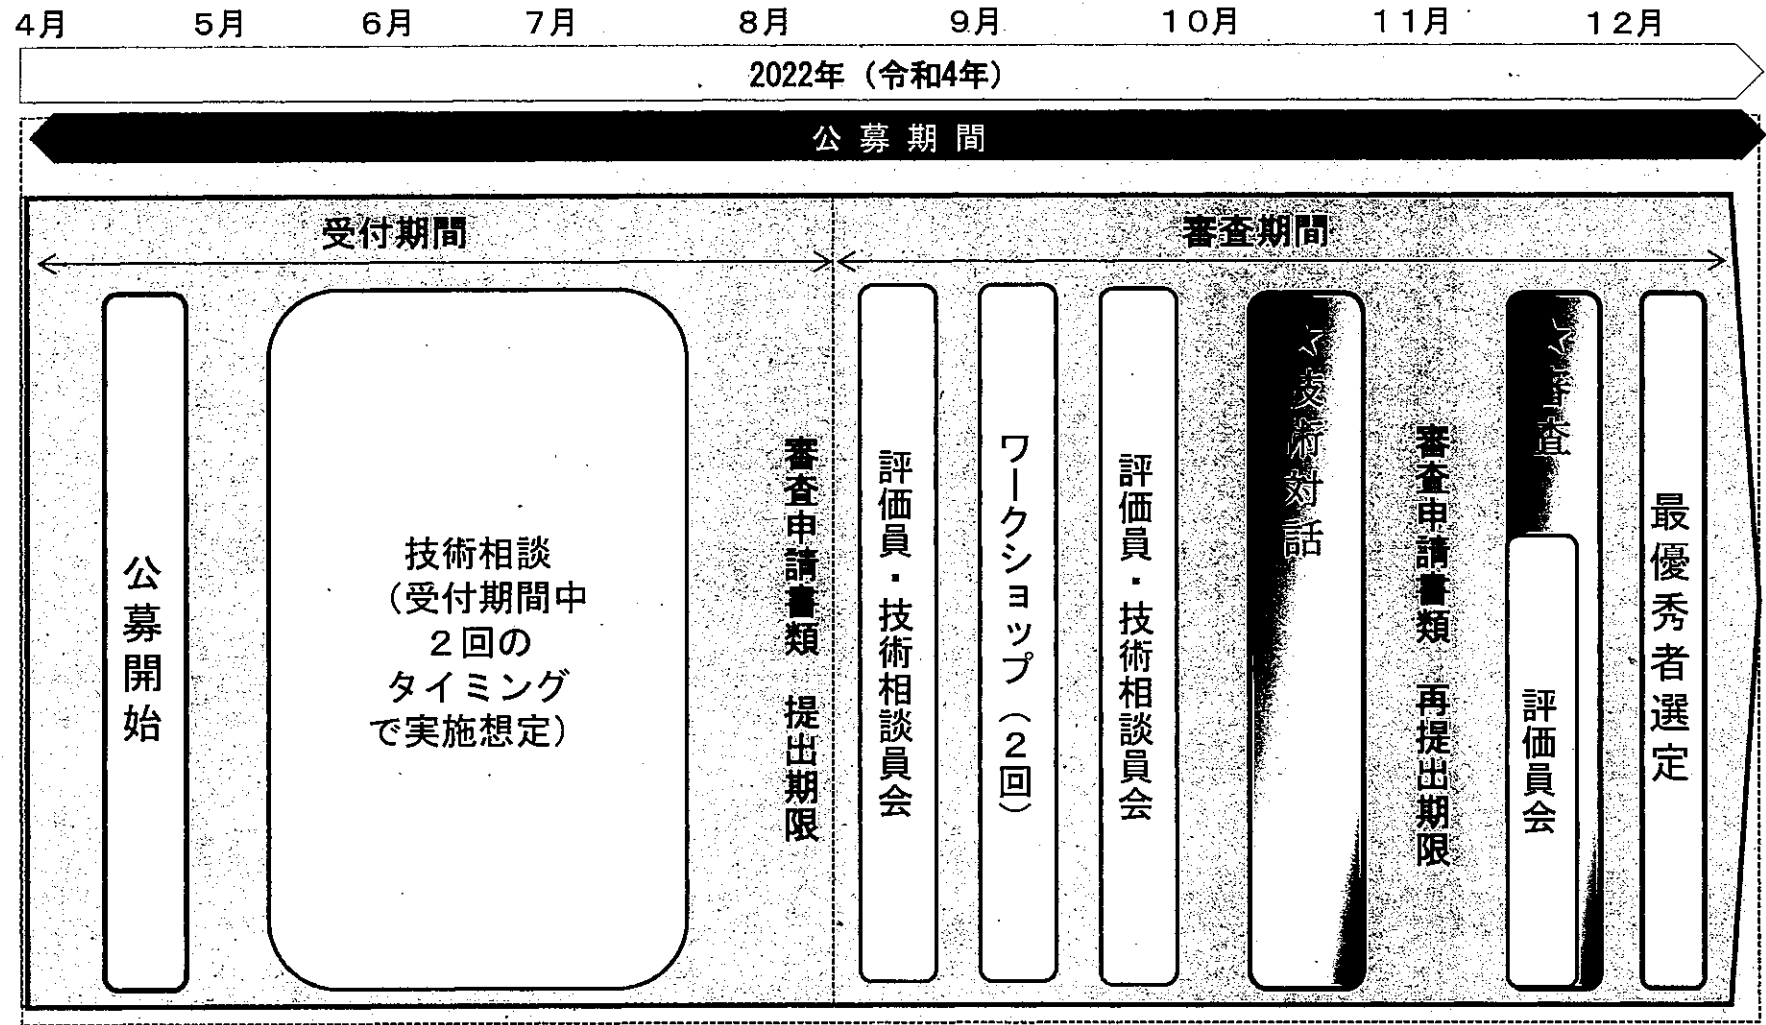 4月 5月 6月 7月 8月 9月 10月 11月 12月
2022年(令和4年)
公募期間
受付期間
審査期間
公募開始
技術相談
(受付期間中
2回の
タイミング
で実施想定)
審査申請書類 提出期限
評価員・技術相談員会
ワークショップ(2回)
評価員・技術相談員会
☆技術対話
審査申請書類 再提出期限
☆審査
評価員会
最優秀者選定